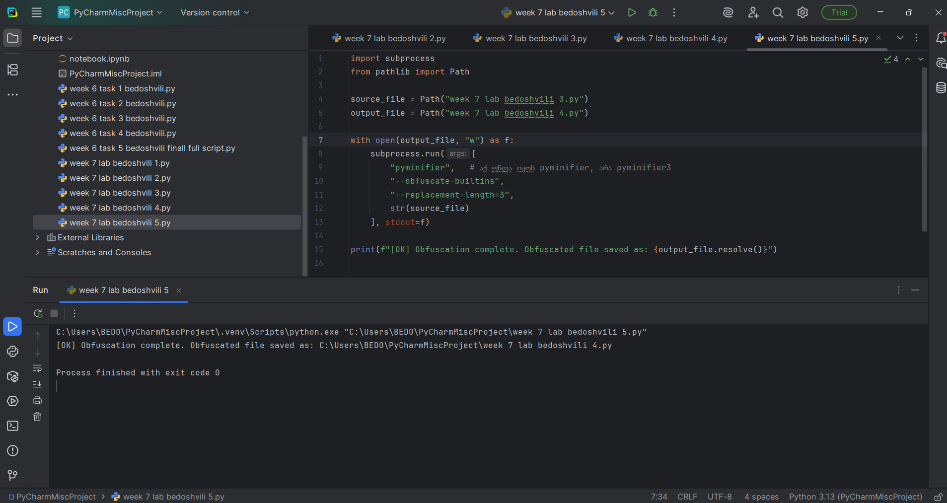 PC PyCharmMiscProject Version control week 7 lab bedoshvili 5 Trial
Project
week 7 lab bedoshvili 2.py week 7 lab bedoshvili 3.py week 7 lab bedoshvili 4.py week 7 lab bedoshvili 5.py
notebook.ipynb
PyCharmMiscProject.iml
week 6 task 1 bedoshvili.py
week 6 task 2 bedoshvili.py
week 6 task 3 bedoshvili.py
week 6 task 4 bedoshvili.py
week 6 task 5 bedoshvili finall full script.py
week 7 lab bedoshvili 1.py
week 7 lab bedoshvili 2.py
week 7 lab bedoshvili 3.py
week 7 lab bedoshvili 4.py
week 7 lab bedoshvili 5.py
External Libraries
Scratches and Consoles
4
1 import subprocess
2 from pathlib import Path
3
4 source_file = Path("week 7 lab bedoshvili 3.py")
5 output_file = Path("week 7 lab bedoshvili 4.py")
6
7 with open(output_file, "w") as f:
8 subprocess.run( args: [
9 "pyminifier", # pyminifier, pyminifier3
10 "--obfuscate-builtins",
11 "--replacement-length=3",
12 str(source_file)
13 ], stdout=f)
14
15 print(f"[OK] Obfuscation complete. Obfuscated file saved as: {output_file.resolve()}")
16
Run week 7 lab bedoshvili 5
C:\Users\BEDO\PyCharmMiscProject\.venv\Scripts\python.exe "C:\Users\BEDO\PyCharmMiscProject\week 7 lab bedoshvili 5.py"
[OK] Obfuscation complete. Obfuscated file saved as: C:\Users\BEDO\PyCharmMiscProject\week 7 lab bedoshvili 4.py
Process finished with exit code 0
PyCharmMiscProject week 7 lab bedoshvili 5.py 7:34 CRLF UTF-8 4 spaces Python 3.13 (PyCharmMiscProject)